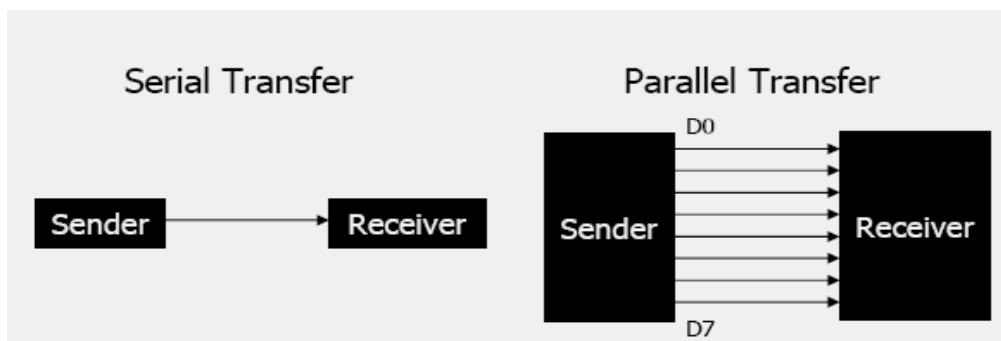 Serial Transfer
Sender
Receiver
Parallel Transfer
D0
Sender
Receiver
D7